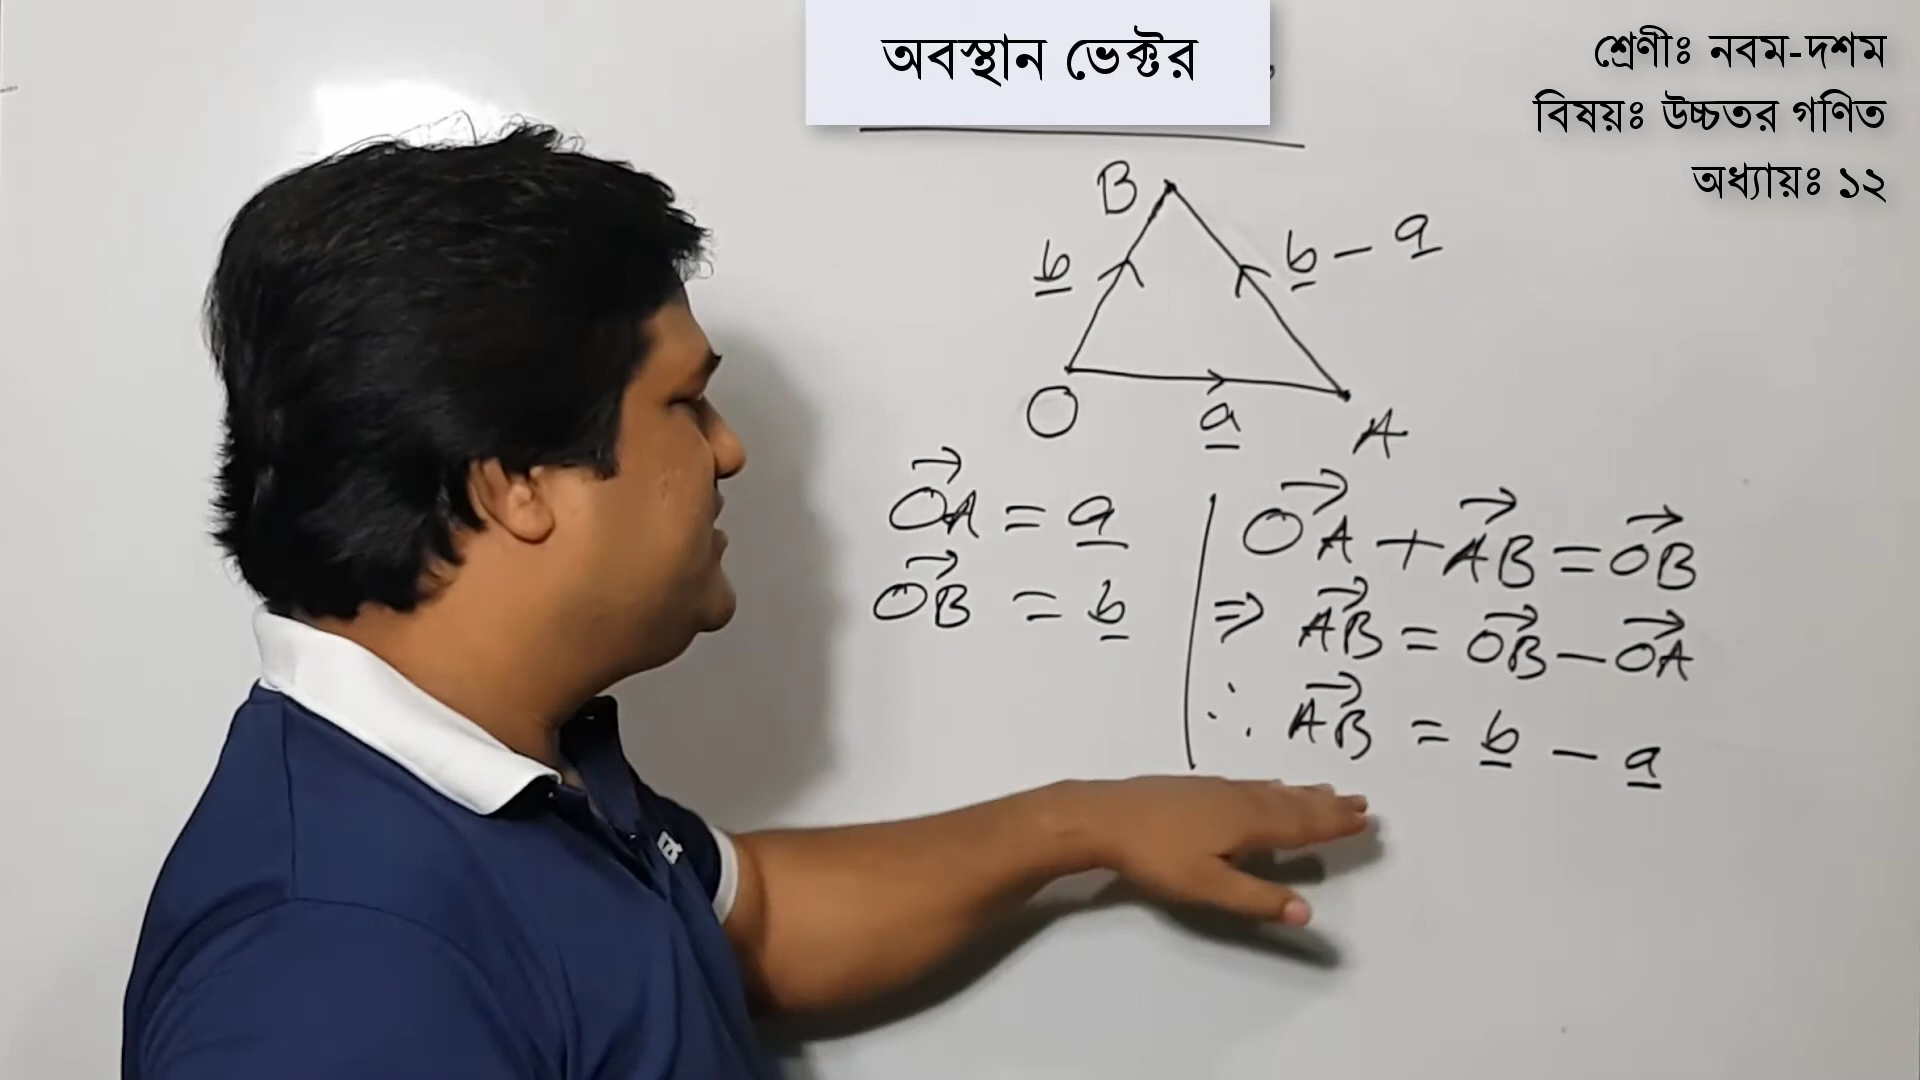 অবস্থান ভেক্টর
শ্রেণীঃ নবম-দশম
বিষয়ঃ উচ্চতর গণিত
অধ্যায়ঃ ১২
B
b
b - a
O
a
A
OA→ = a
OB→ = b
OA→ + AB→ = OB→
⇒ AB→ = OB→ - OA→
∴ AB→ = b - a